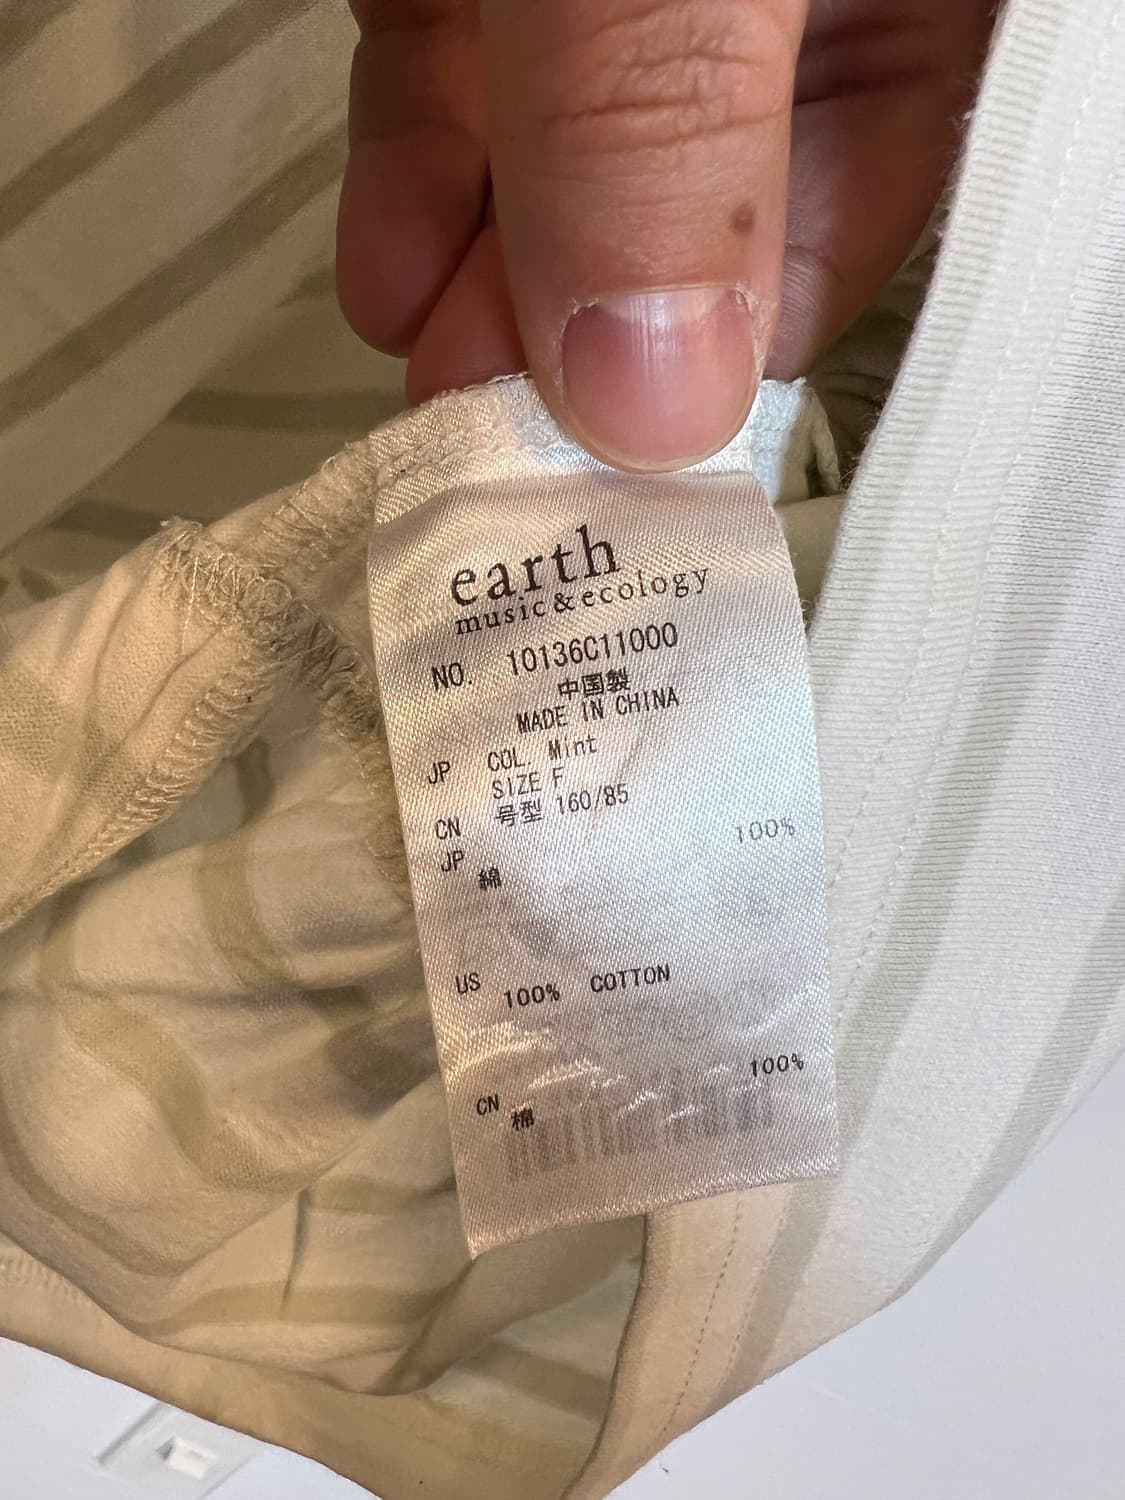 earth
music&ecology
NO. 10136C11000
中国製
MADE IN CHINA
JP COL. Mint
SIZE F
CN 号型 160/85
JP 綿 100%
US 100% COTTON
CN 棉 100%